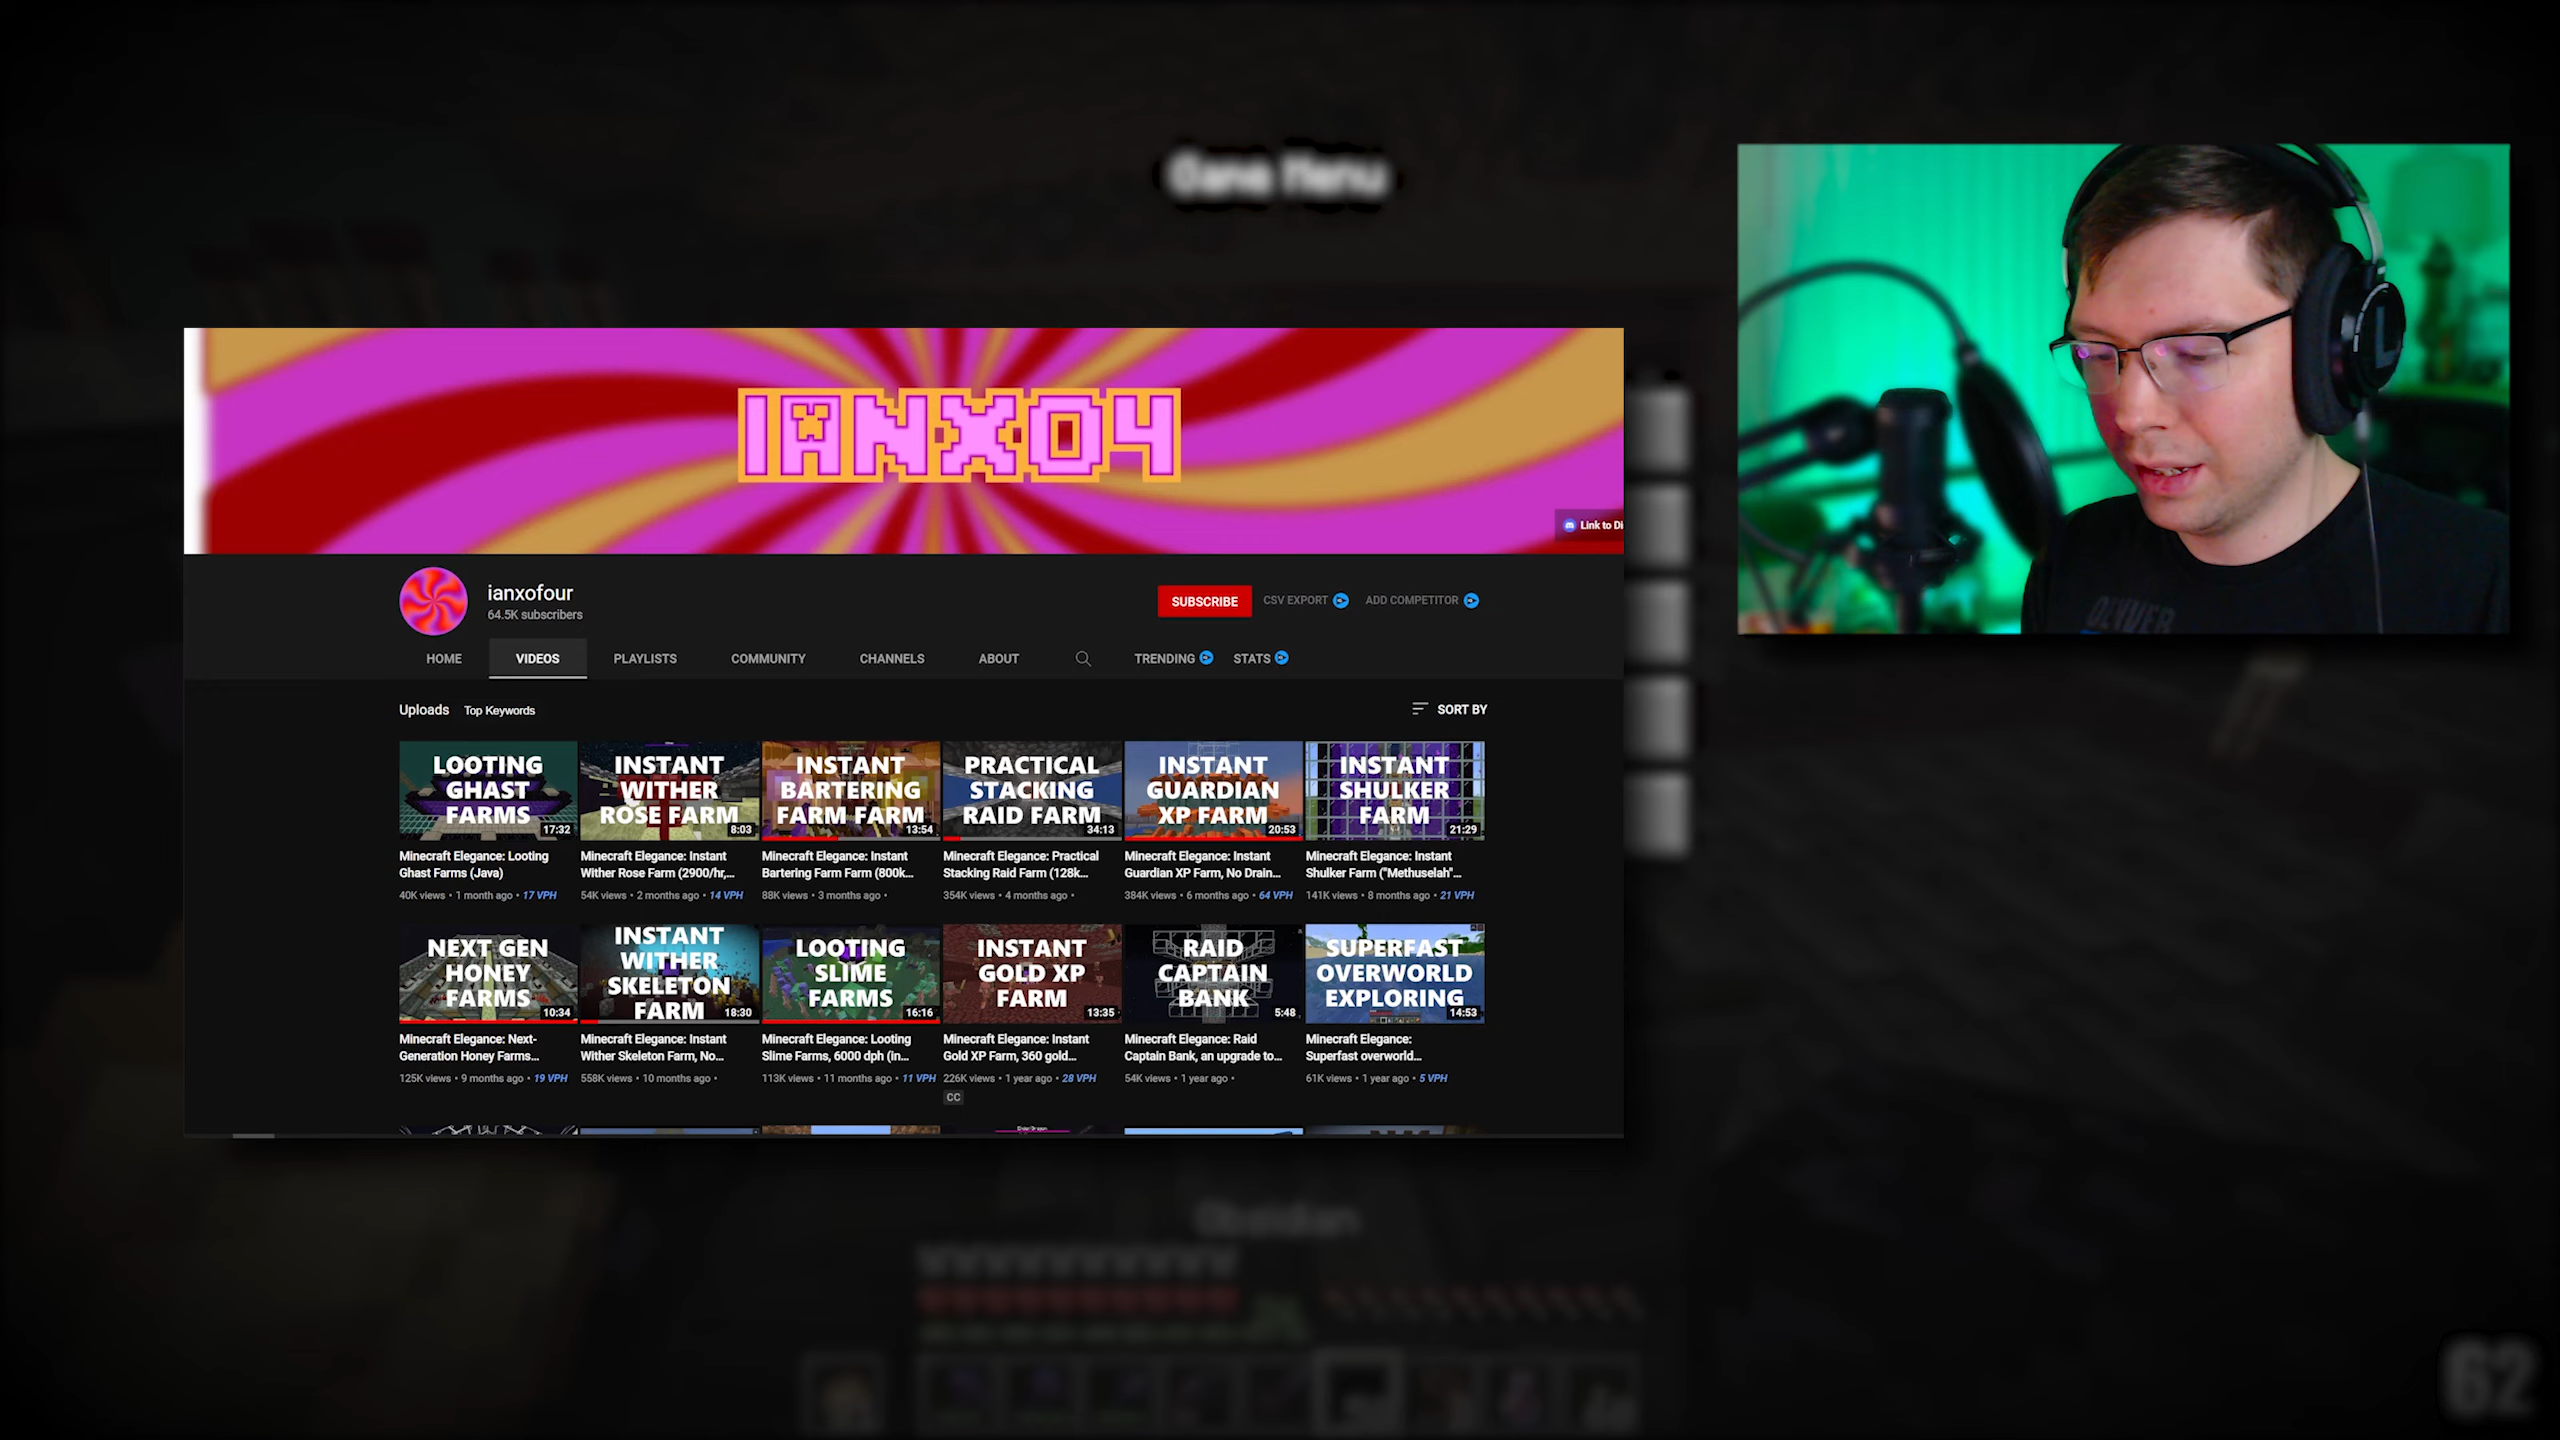 Game Menu
IANXO4
Link to Di
ianxofour
64.5K subscribers
SUBSCRIBE
CSV EXPORT
ADD COMPETITOR
HOME
VIDEOS
PLAYLISTS
COMMUNITY
CHANNELS
ABOUT
TRENDING
STATS
Uploads
Top Keywords
SORT BY
LOOTING
GHAST
FARMS
17:32
INSTANT
WITHER
ROSE FARM
8:03
INSTANT
BARTERING
FARM FARM
13:54
PRACTICAL
STACKING
RAID FARM
34:13
INSTANT
GUARDIAN
XP FARM
20:53
INSTANT
SHULKER
FARM
21:29
Minecraft Elegance: Looting
Ghast Farms (Java)
40K views • 1 month ago • 17 VPH
Minecraft Elegance: Instant
Wither Rose Farm (2900/hr,...
54K views • 2 months ago • 14 VPH
Minecraft Elegance: Instant
Bartering Farm Farm (800k...
88K views • 3 months ago •
Minecraft Elegance: Practical
Stacking Raid Farm (128k...
354K views • 4 months ago •
Minecraft Elegance: Instant
Guardian XP Farm, No Drain...
384K views • 6 months ago • 64 VPH
Minecraft Elegance: Instant
Shulker Farm ("Methuselah"...
141K views • 8 months ago • 21 VPH
NEXT GEN
HONEY
FARMS
10:34
INSTANT
WITHER
SKELETON
FARM
18:30
LOOTING
SLIME
FARMS
16:16
INSTANT
GOLD XP
FARM
13:35
RAID
CAPTAIN
BANK
5:48
SUPERFAST
OVERWORLD
EXPLORING
14:53
Minecraft Elegance: Next-
Generation Honey Farms...
125K views • 9 months ago • 19 VPH
Minecraft Elegance: Instant
Wither Skeleton Farm, No...
558K views • 10 months ago •
Minecraft Elegance: Looting
Slime Farms, 6000 dph (in...
113K views • 11 months ago • 11 VPH
Minecraft Elegance: Instant
Gold XP Farm, 360 gold...
226K views • 1 year ago • 28 VPH
CC
Minecraft Elegance: Raid
Captain Bank, an upgrade to...
54K views • 1 year ago •
Minecraft Elegance:
Superfast overworld...
61K views • 1 year ago • 5 VPH
DENVER
Obsidian
62